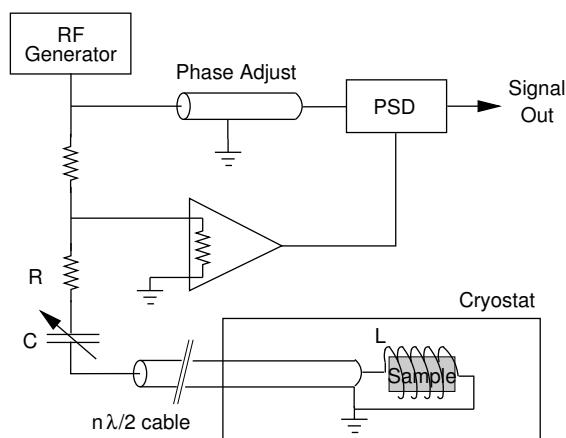 RF
Generator
Phase Adjust
PSD
Signal
Out
R
C
Cryostat
L
Sample
nλ/2 cable